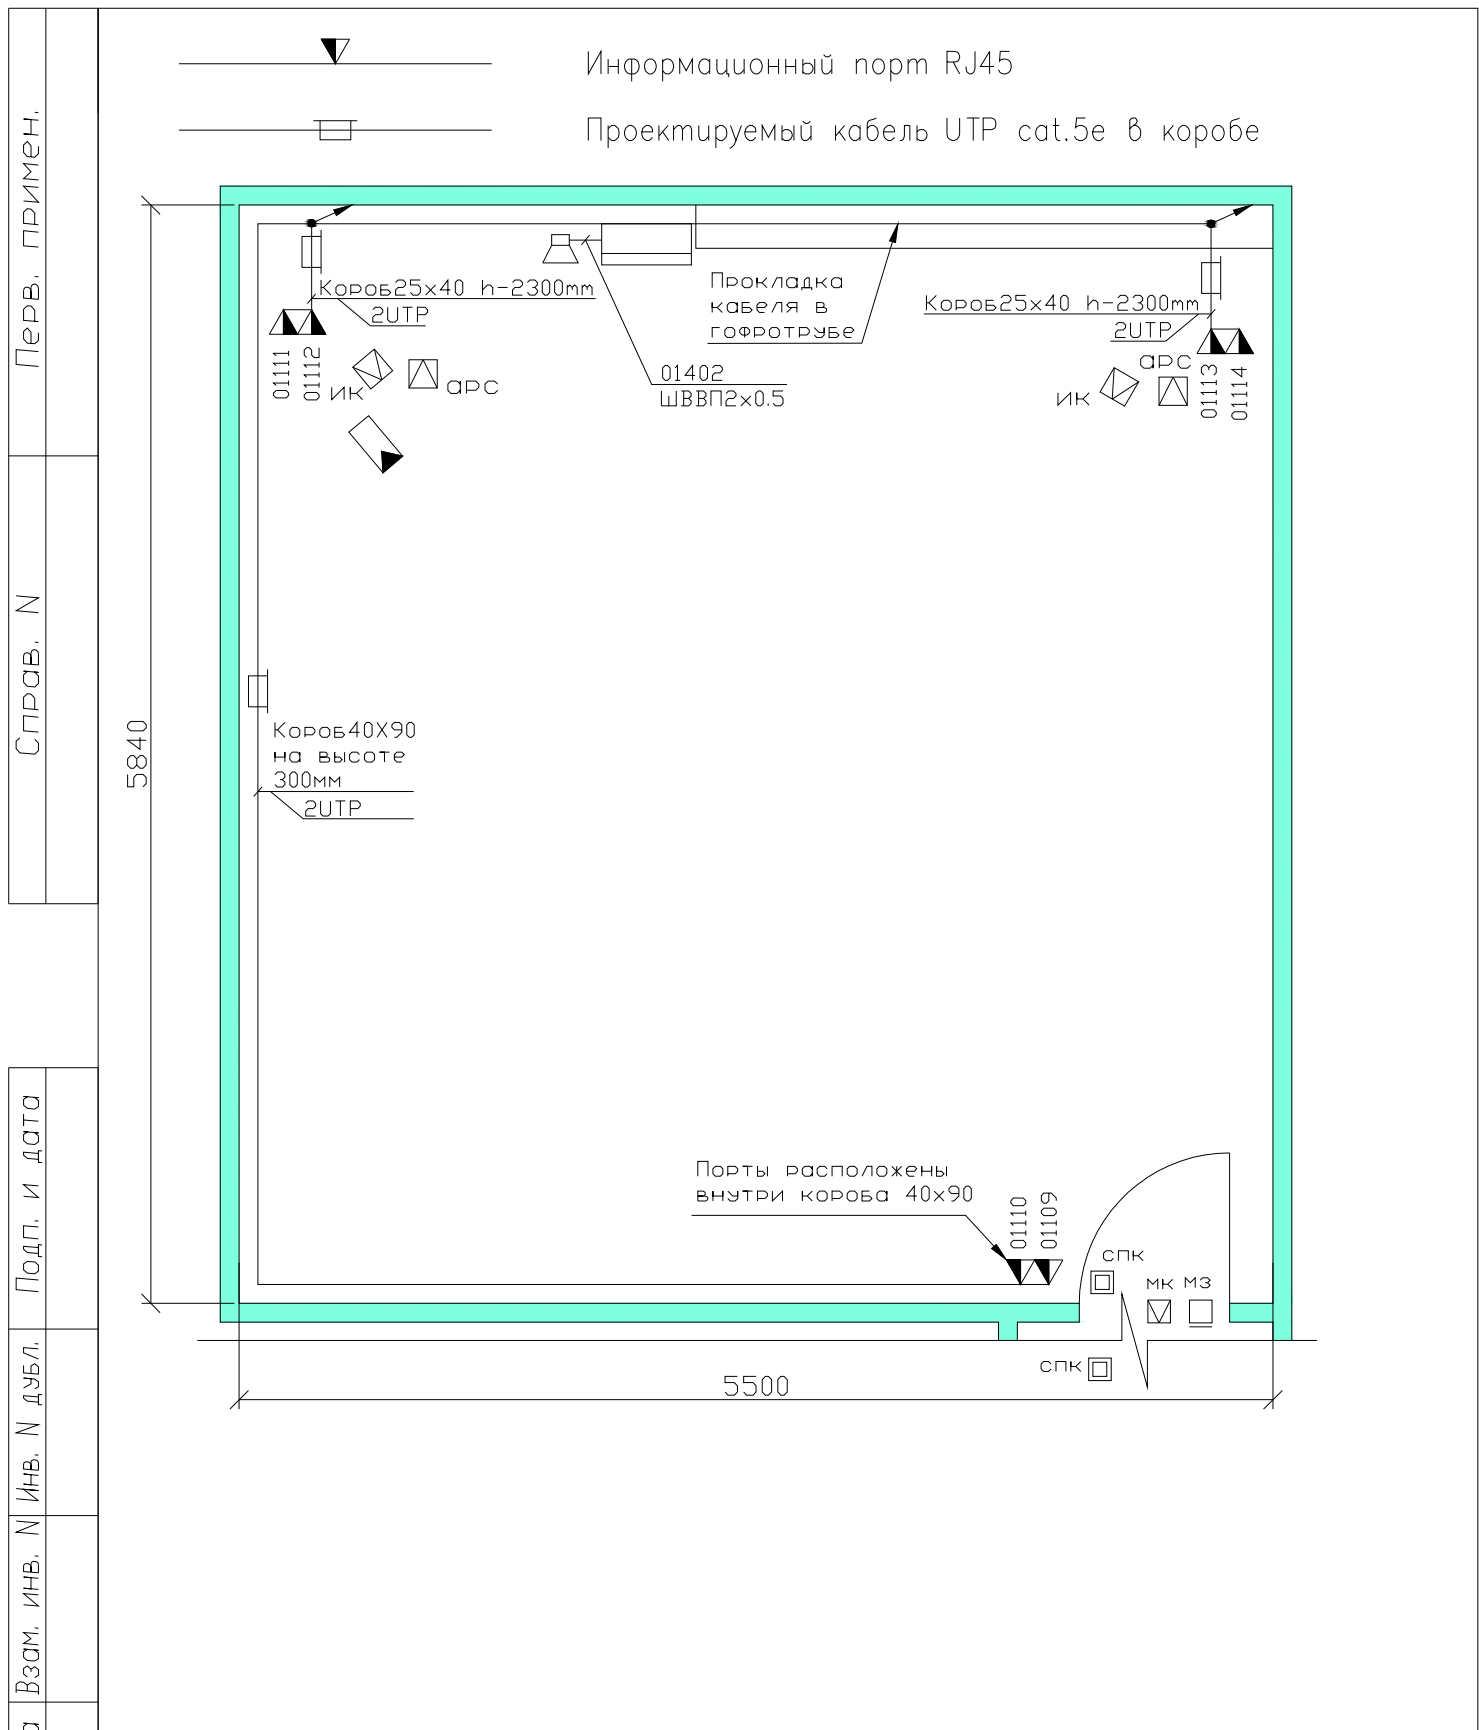 Информационный порт RJ45
Проектируемый кабель UTP cat.5e в коробе
Перв. примен.
Справ. N
Подп. и дата
Инв. N дубл.
Взам. инв. N
Короб25х40 h-2300mm
2UTP
01111
01112
ИК
АРС
Прокладка
кабеля в
гофротрубе
01402
ШВВП2х0.5
Короб25х40 h-2300mm
2UTP
АРС
ИК
01113
01114
5840
Короб40Х90
на высоте
300мм
2UTP
Порты расположены
внутри короба 40х90
01110
01109
СПК
МК
МЗ
СПК
5500